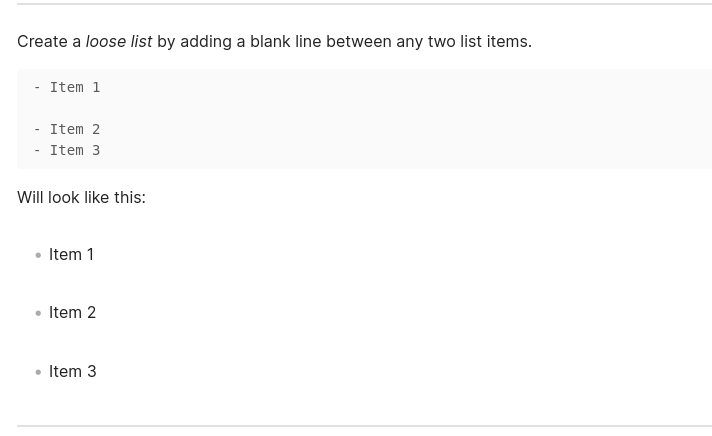 Create a loose list by adding a blank line between any two list items.
- Item 1
- Item 2
- Item 3
Will look like this:
• Item 1
• Item 2
• Item 3